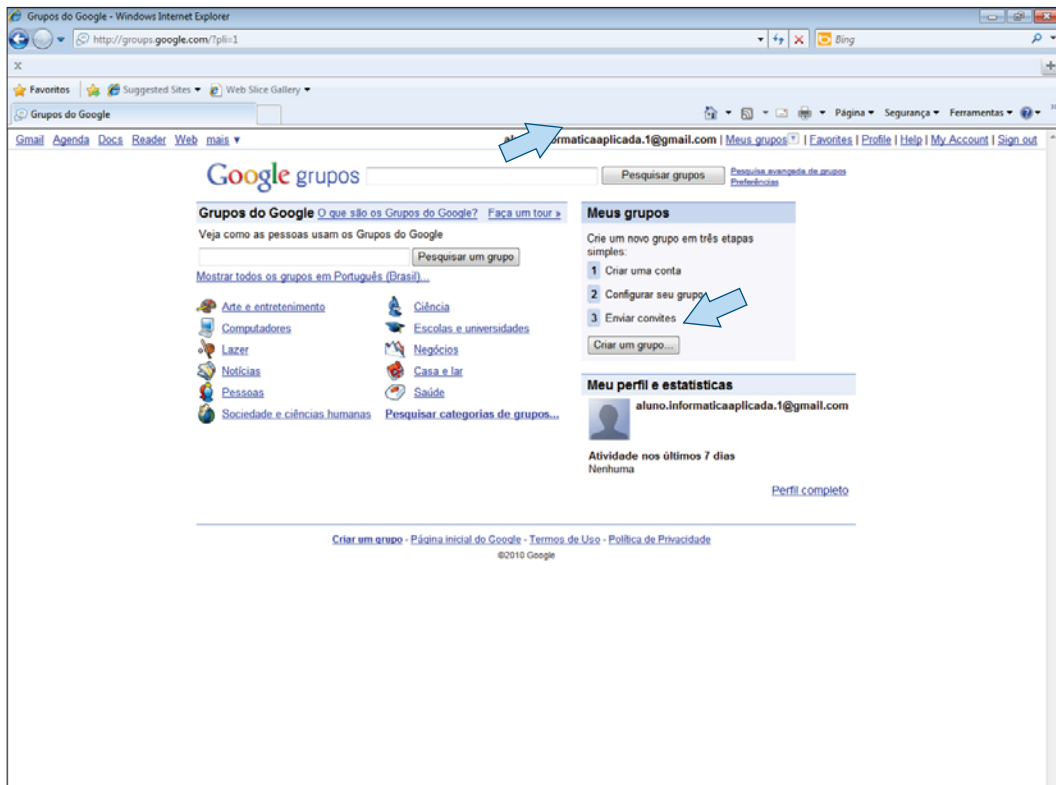 Grupos do Google - Windows Internet Explorer
http://groups.google.com/?pli=1
Bing
X
Favoritos Suggested Sites Web Slice Gallery
Grupos do Google
Página Segurança Ferramentas
Gmail Agenda Docs Reader Web mais
rmaticaaplicada.1@gmail.com | Meus grupos | Favorites | Profile | Help | My Account | Sign out
Google grupos
Pesquisar grupos
Pesquisa avançada de grupos
Preferências
Grupos do Google O que são os Grupos do Google? Faça um tour »
Veja como as pessoas usam os Grupos do Google
Pesquisar um grupo
Mostrar todos os grupos em Português (Brasil)...
Arte e entretenimento
Ciência
Computadores
Escolas e universidades
Lazer
Negócios
Notícias
Casa e lar
Pessoas
Saúde
Sociedade e ciências humanas
Pesquisar categorias de grupos...
Meus grupos
Crie um novo grupo em três etapas
simples:
1 Criar uma conta
2 Configurar seu grupo
3 Enviar convites
Criar um grupo...
Meu perfil e estatísticas
aluno.informaticaaplicada.1@gmail.com
Atividade nos últimos 7 dias
Nenhuma
Perfil completo
Criar um grupo - Página inicial do Google - Termos de Uso - Política de Privacidade
©2010 Google